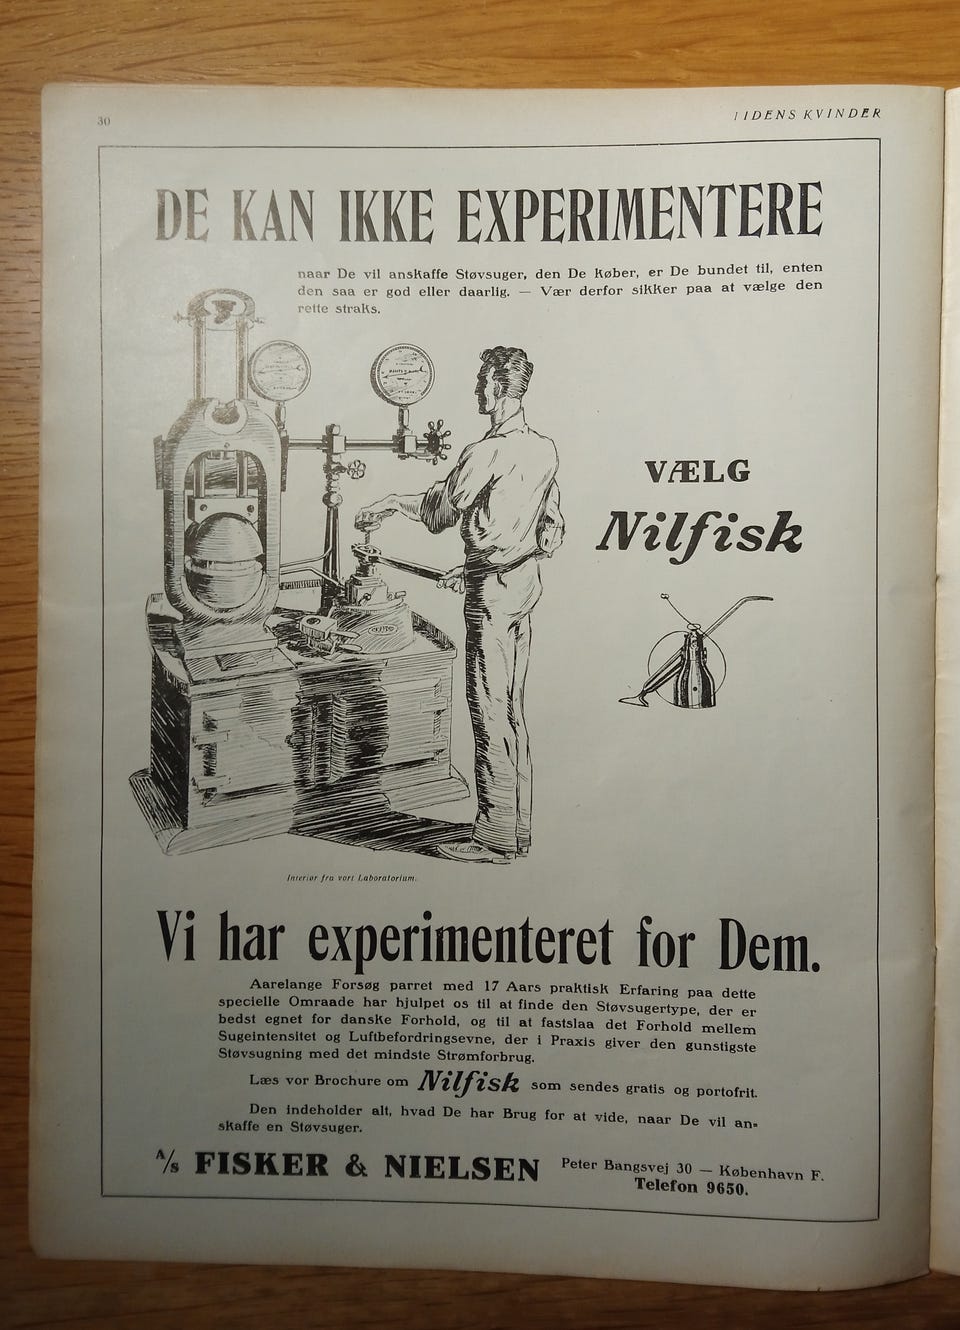 30
TIDENS KVINDER
DE KAN IKKE EXPERIMENTERE
naar De vil anskaffe Støvsuger, den De køber, er De bundet til, enten
den saa er god eller daarlig. — Vær derfor sikker paa at vælge den
rette straks.
VÆLG
Nilfisk
Interiør fra vort Laboratorium.
Vi har experimenteret for Dem.
Aarelange Forsøg parret med 17 Aars praktisk Erfaring paa dette
specielle Omraade har hjulpet os til at finde den Støvsugertype, der er
bedst egnet for danske Forhold, og til at fastslaa det Forhold mellem
Sugeintensitet og Luftbefordringsevne, der i Praxis giver den gunstigste
Støvsugning med det mindste Strømforbrug.
Læs vor Brochure om Nilfisk som sendes gratis og portofrit.
Den indeholder alt, hvad De har Brug for at vide, naar De vil an-
skaffe en Støvsuger.
A/S FISKER & NIELSEN
Peter Bangsvej 30 — København F.
Telefon 9650.